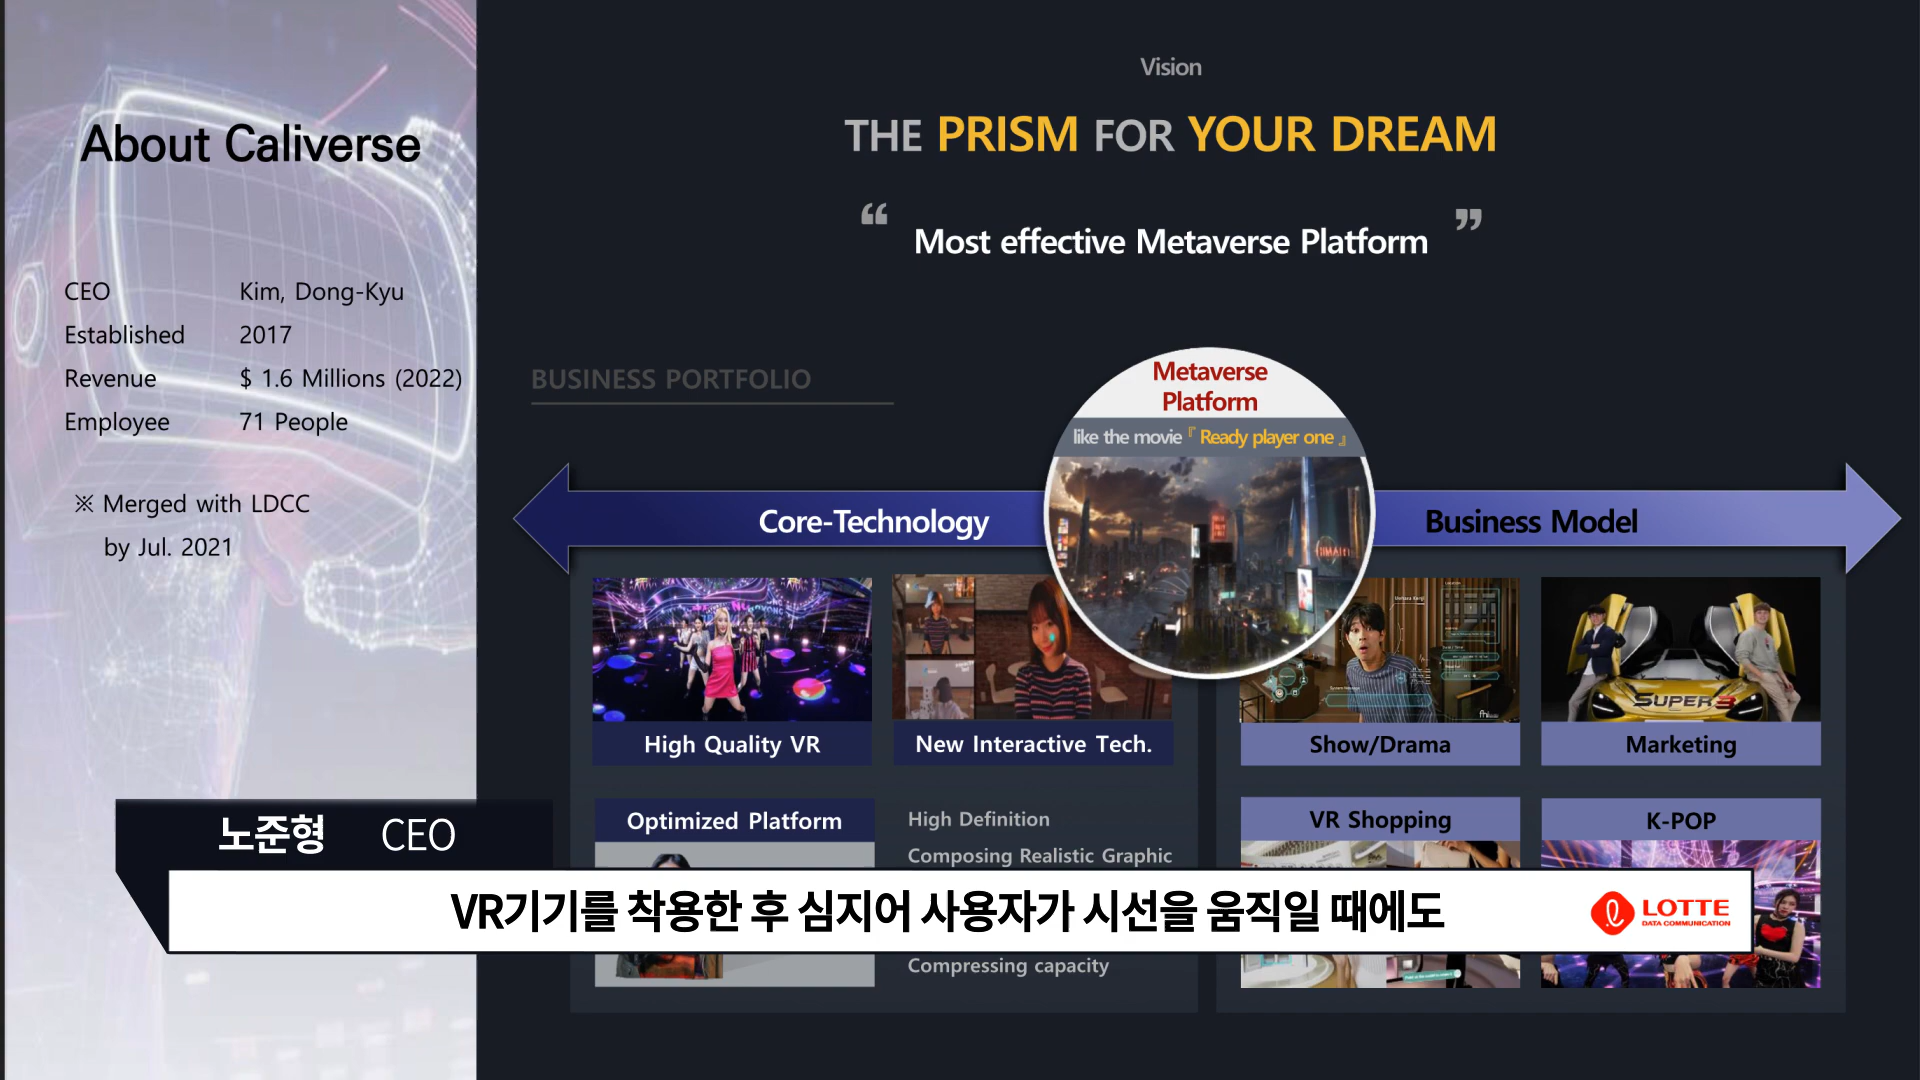 About Caliverse
CEO Kim, Dong-Kyu
Established 2017
Revenue $ 1.6 Millions (2022)
Employee 71 People
※ Merged with LDCC
by Jul. 2021
Vision
THE PRISM FOR YOUR DREAM
“ Most effective Metaverse Platform ”
BUSINESS PORTFOLIO
Metaverse
Platform
like the movie『 Ready player one 』
Core-Technology
Business Model
SUPER3
High Quality VR
New Interactive Tech.
Show/Drama
Marketing
Optimized Platform
High Definition
Composing Realistic Graphic
Compressing capacity
VR Shopping
K-POP
노준형 CEO
VR기기를 착용한 후 심지어 사용자가 시선을 움직일 때에도
LOTTE
DATA COMMUNICATION